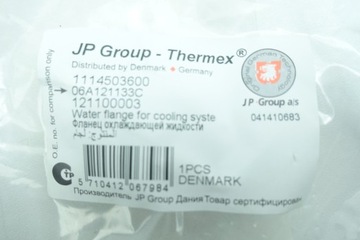 JP Group - Thermex®
Distributed by Denmark • Germany
1114503600
06A121133C
121100003
Water flange for cooling syste
Фланец охлаждающей жидкости
O.E. no. for comparison only
JP Group a/s
041410683
1PCS
DENMARK
5 710412 067984
Производитель JP Group Дания Товар сертифицирован